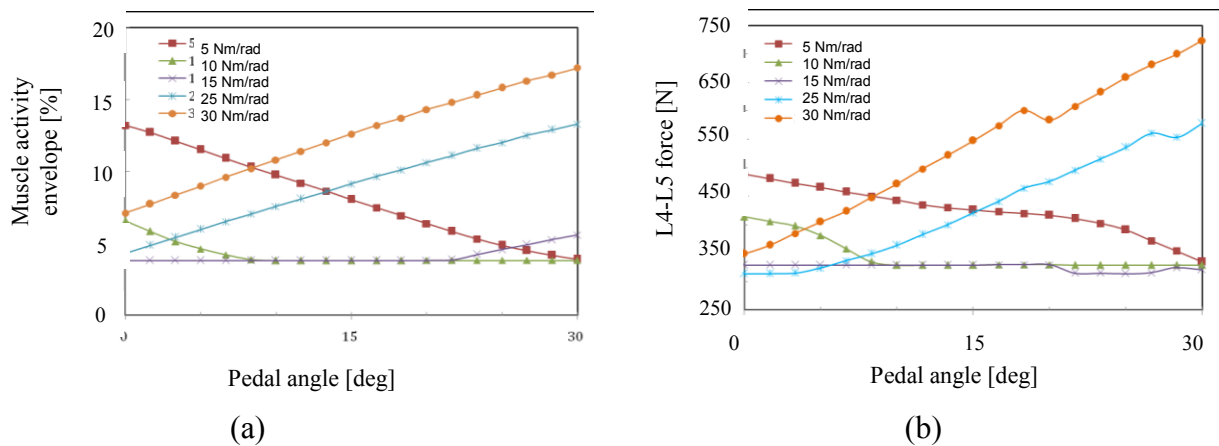 20
15
10
5
0
Muscle activity
envelope [%]
5 Nm/rad
10 Nm/rad
15 Nm/rad
25 Nm/rad
30 Nm/rad
0
15
30
Pedal angle [deg]
(a)
750
650
550
450
350
250
L4-L5 force [N]
5 Nm/rad
10 Nm/rad
15 Nm/rad
25 Nm/rad
30 Nm/rad
0
15
30
Pedal angle [deg]
(b)